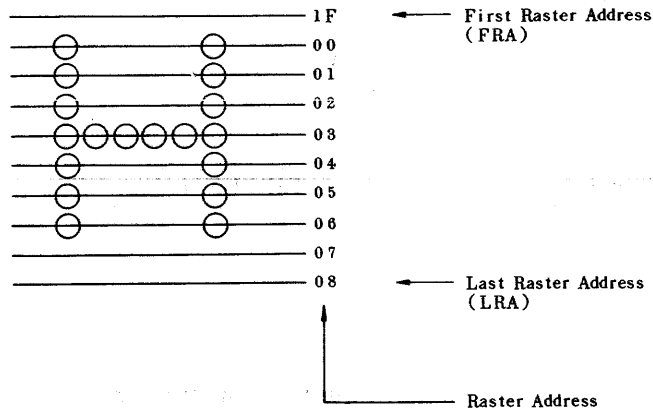 1F
First Raster Address
(FRA)
00
01
02
03
04
05
06
07
08
Last Raster Address
(LRA)
Raster Address